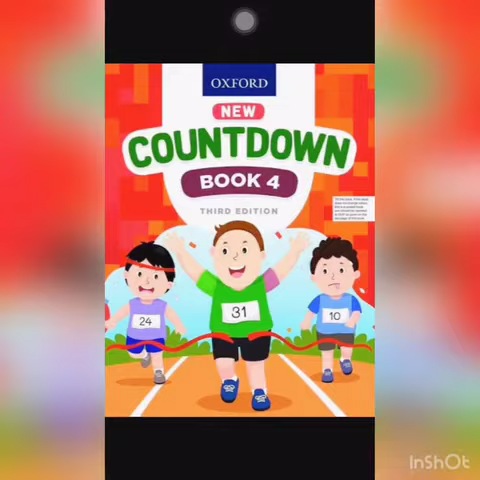 OXFORD
NEW
COUNTDOWN
BOOK 4
THIRD EDITION
24
31
10
InShOt